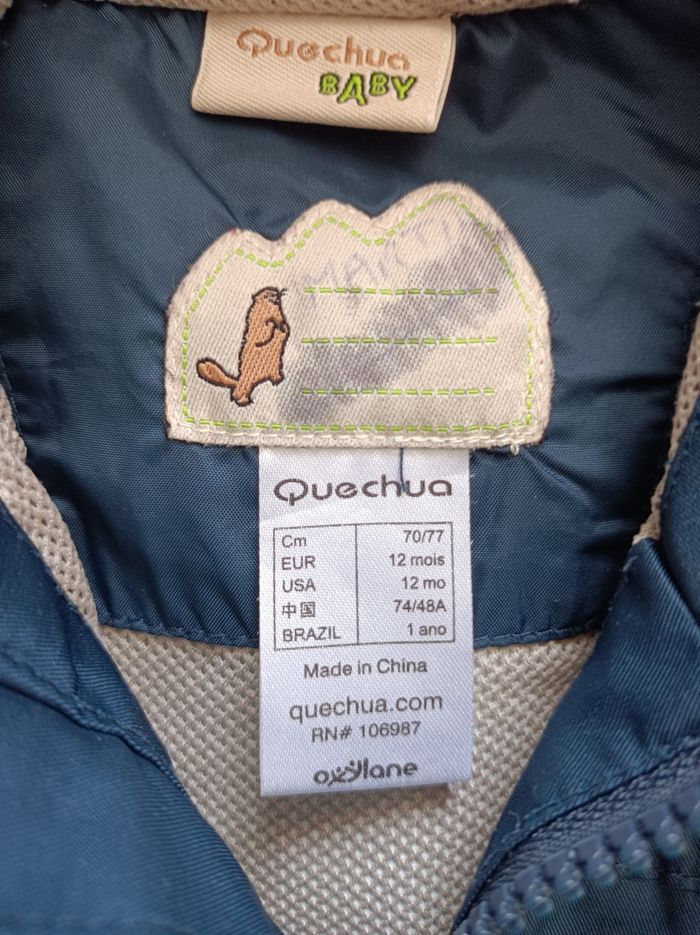 Quechua
BABY
Quechua
Cm 70/77
EUR 12 mois
USA 12 mo
中国 74/48A
BRAZIL 1 ano
Made in China
quechua.com
RN# 106987
oxylane